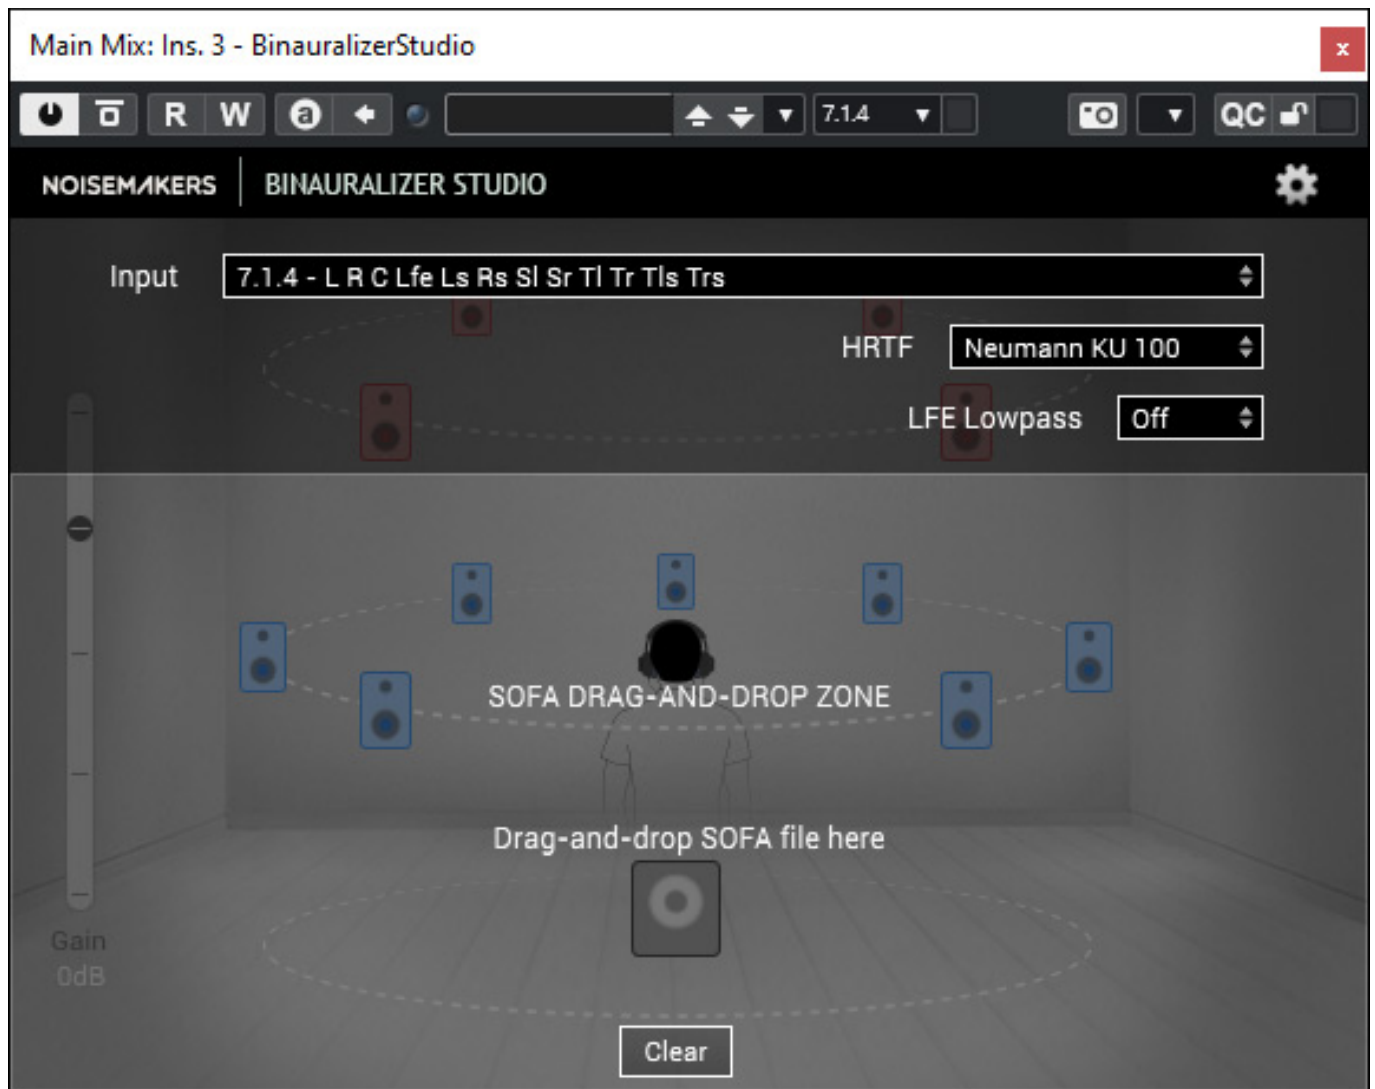 Main Mix: Ins. 3 - BinauralizerStudio
x
R W a 7.1.4 QC
NOISEMAKERS BINAURALIZER STUDIO
Input 7.1.4 - L R C Lfe Ls Rs Sl Sr Tl Tr Tls Trs
HRTF Neumann KU 100
LFE Lowpass Off
SOFA DRAG-AND-DROP ZONE
Drag-and-drop SOFA file here
Gain
0dB
Clear